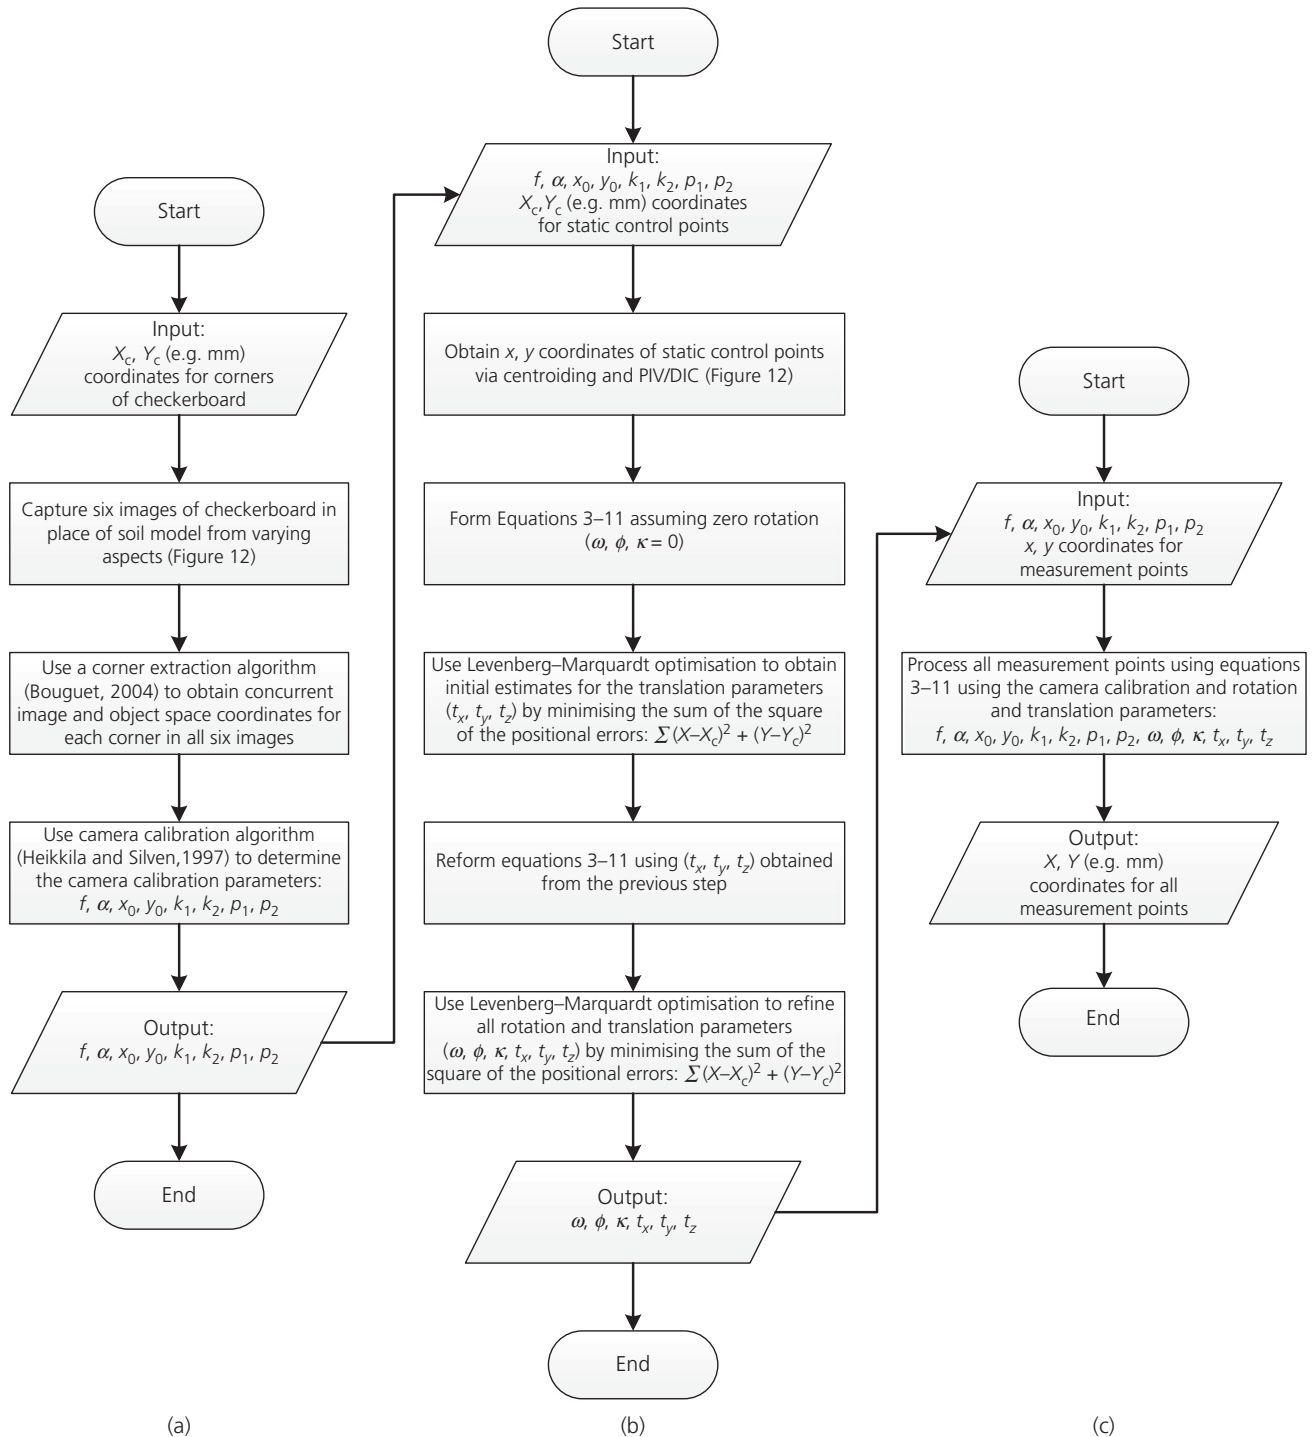 Start
Input:
X_c, Y_c (e.g. mm)
coordinates for corners
of checkerboard
Capture six images of checkerboard in
place of soil model from varying
aspects (Figure 12)
Use a corner extraction algorithm
(Bouguet, 2004) to obtain concurrent
image and object space coordinates for
each corner in all six images
Use camera calibration algorithm
(Heikkila and Silven,1997) to determine
the camera calibration parameters:
f, α, x_0, y_0, k_1, k_2, p_1, p_2
Output:
f, α, x_0, y_0, k_1, k_2, p_1, p_2
End
(a)
Start
Input:
f, α, x_0, y_0, k_1, k_2, p_1, p_2
X_c,Y_c (e.g. mm) coordinates
for static control points
Obtain x, y coordinates of static control points
via centroiding and PIV/DIC (Figure 12)
Form Equations 3–11 assuming zero rotation
(ω, ϕ, κ = 0)
Use Levenberg–Marquardt optimisation to obtain
initial estimates for the translation parameters
(t_x, t_y, t_z) by minimising the sum of the square
of the positional errors: Σ (X–X_c)^2 + (Y–Y_c)^2
Reform equations 3–11 using (t_x, t_y, t_z) obtained
from the previous step
Use Levenberg–Marquardt optimisation to refine
all rotation and translation parameters
(ω, ϕ, κ, t_x, t_y, t_z) by minimising the sum of the
square of the positional errors: Σ (X–X_c)^2 + (Y–Y_c)^2
Output:
ω, ϕ, κ, t_x, t_y, t_z
End
(b)
Start
Input:
f, α, x_0, y_0, k_1, k_2, p_1, p_2
x, y coordinates for
measurement points
Process all measurement points using equations
3–11 using the camera calibration and rotation
and translation parameters:
f, α, x_0, y_0, k_1, k_2, p_1, p_2, ω, ϕ, κ, t_x, t_y, t_z
Output:
X, Y (e.g. mm)
coordinates for all
measurement points
End
(c)